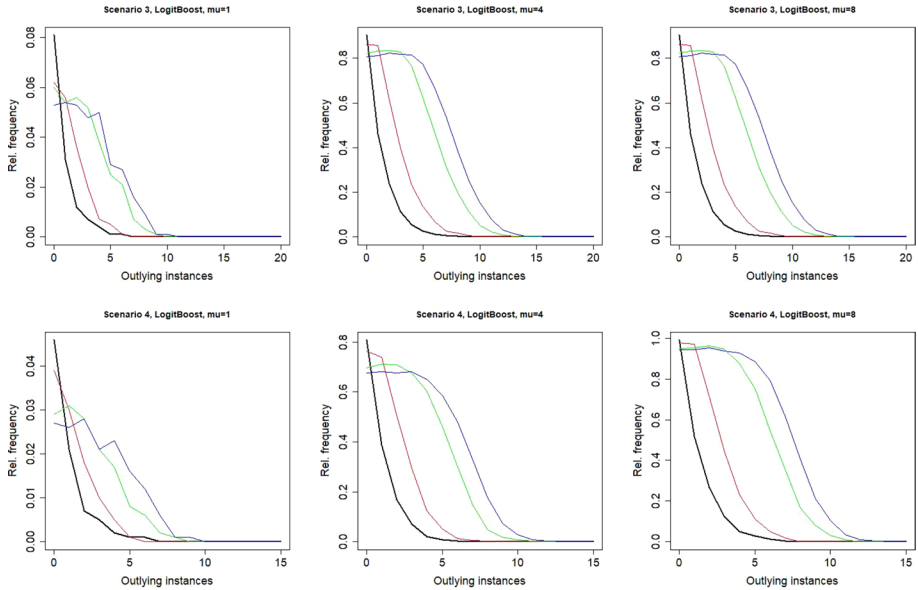 Scenario 3, LogitBoost, mu=1
Rel. frequency
0.00 0.02 0.04 0.06 0.08
0 5 10 15 20
Outlying instances
Scenario 3, LogitBoost, mu=4
Rel. frequency
0.0 0.2 0.4 0.6 0.8
0 5 10 15 20
Outlying instances
Scenario 3, LogitBoost, mu=8
Rel. frequency
0.0 0.2 0.4 0.6 0.8
0 5 10 15 20
Outlying instances
Scenario 4, LogitBoost, mu=1
Rel. frequency
0.00 0.01 0.02 0.03 0.04
0 5 10 15
Outlying instances
Scenario 4, LogitBoost, mu=4
Rel. frequency
0.0 0.2 0.4 0.6 0.8
0 5 10 15
Outlying instances
Scenario 4, LogitBoost, mu=8
Rel. frequency
0.0 0.2 0.4 0.6 0.8 1.0
0 5 10 15
Outlying instances